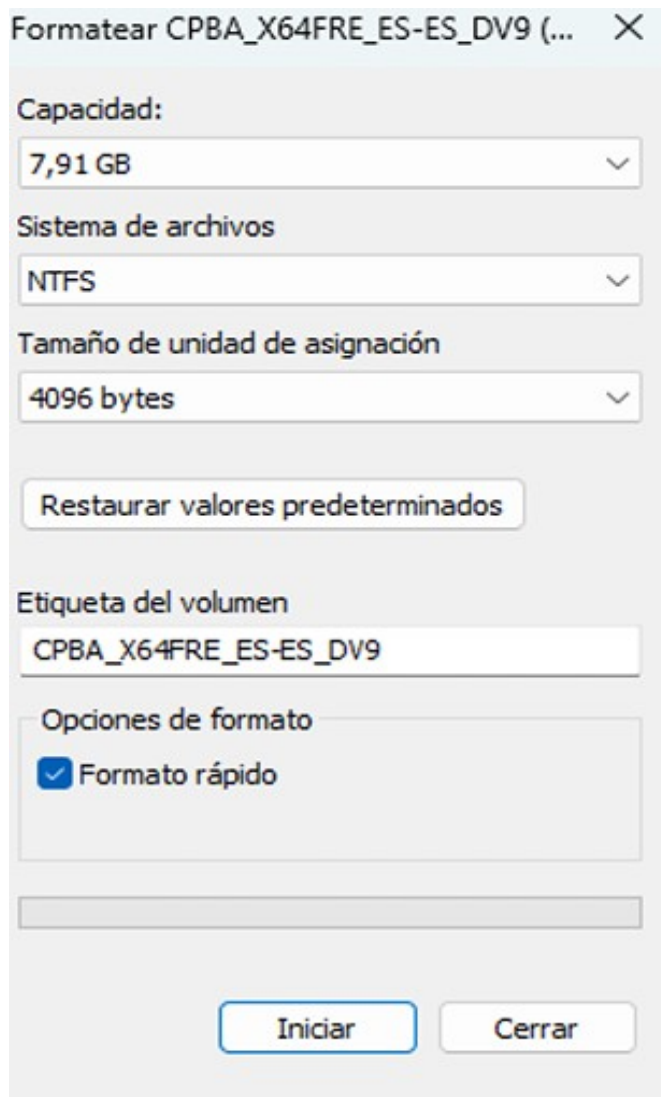 Formatear CPBA_X64FRE_ES-ES_DV9 (...
Capacidad:
7,91 GB
Sistema de archivos
NTFS
Tamaño de unidad de asignación
4096 bytes
Restaurar valores predeterminados
Etiqueta del volumen
CPBA_X64FRE_ES-ES_DV9
Opciones de formato
Formato rápido
Iniciar Cerrar